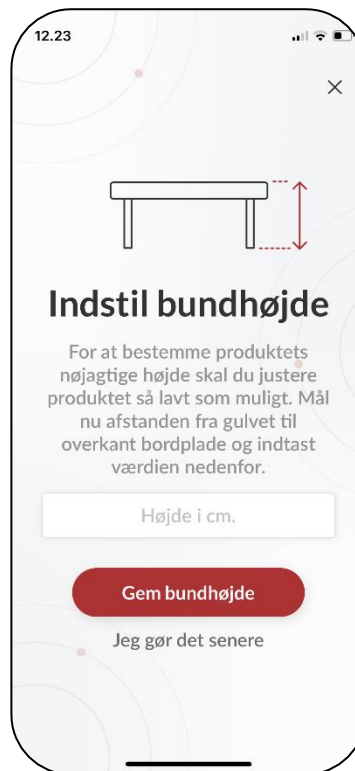 12.23
Indstil bundhøjde
For at bestemme produktets
nøjagtige højde skal du justere
produktet så lavt som muligt. Mål
nu afstanden fra gulvet til
overkant bordplade og indtast
værdien nedenfor.
Højde i cm.
Gem bundhøjde
Jeg gør det senere